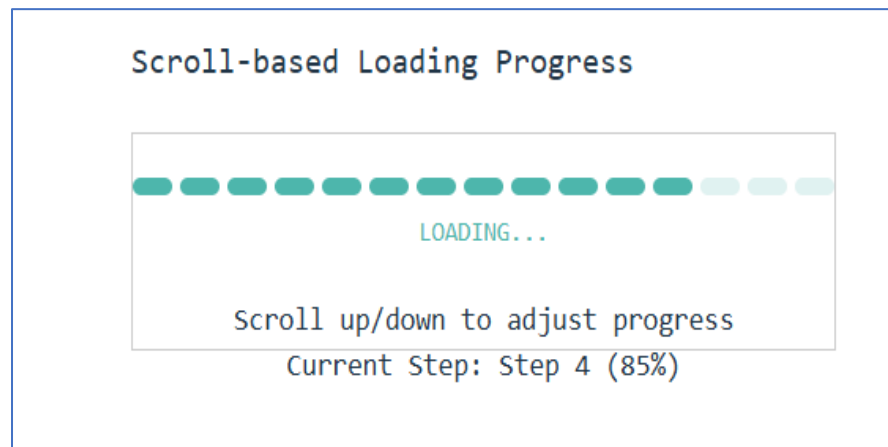 Scroll-based Loading Progress
LOADING...
Scroll up/down to adjust progress
Current Step: Step 4 (85%)